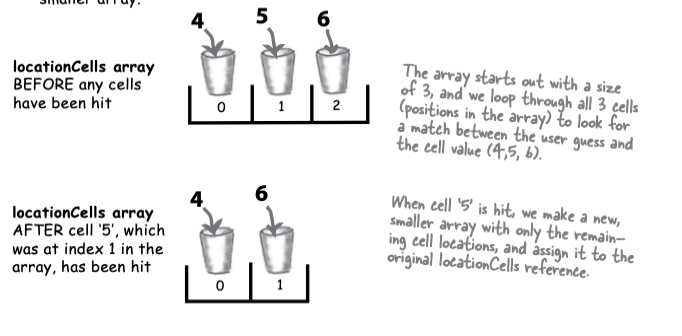 smaller array.
4 5 6
locationCells array
BEFORE any cells
have been hit
0 1 2
The array starts out with a size
of 3, and we loop through all 3 cells
(positions in the array) to look for
a match between the user guess and
the cell value (4,5, 6).
4 6
locationCells array
AFTER cell ‘5’, which
was at index 1 in the
array, has been hit
0 1
When cell ‘5’ is hit, we make a new,
smaller array with only the remain-
ing cell locations, and assign it to the
original locationCells reference.